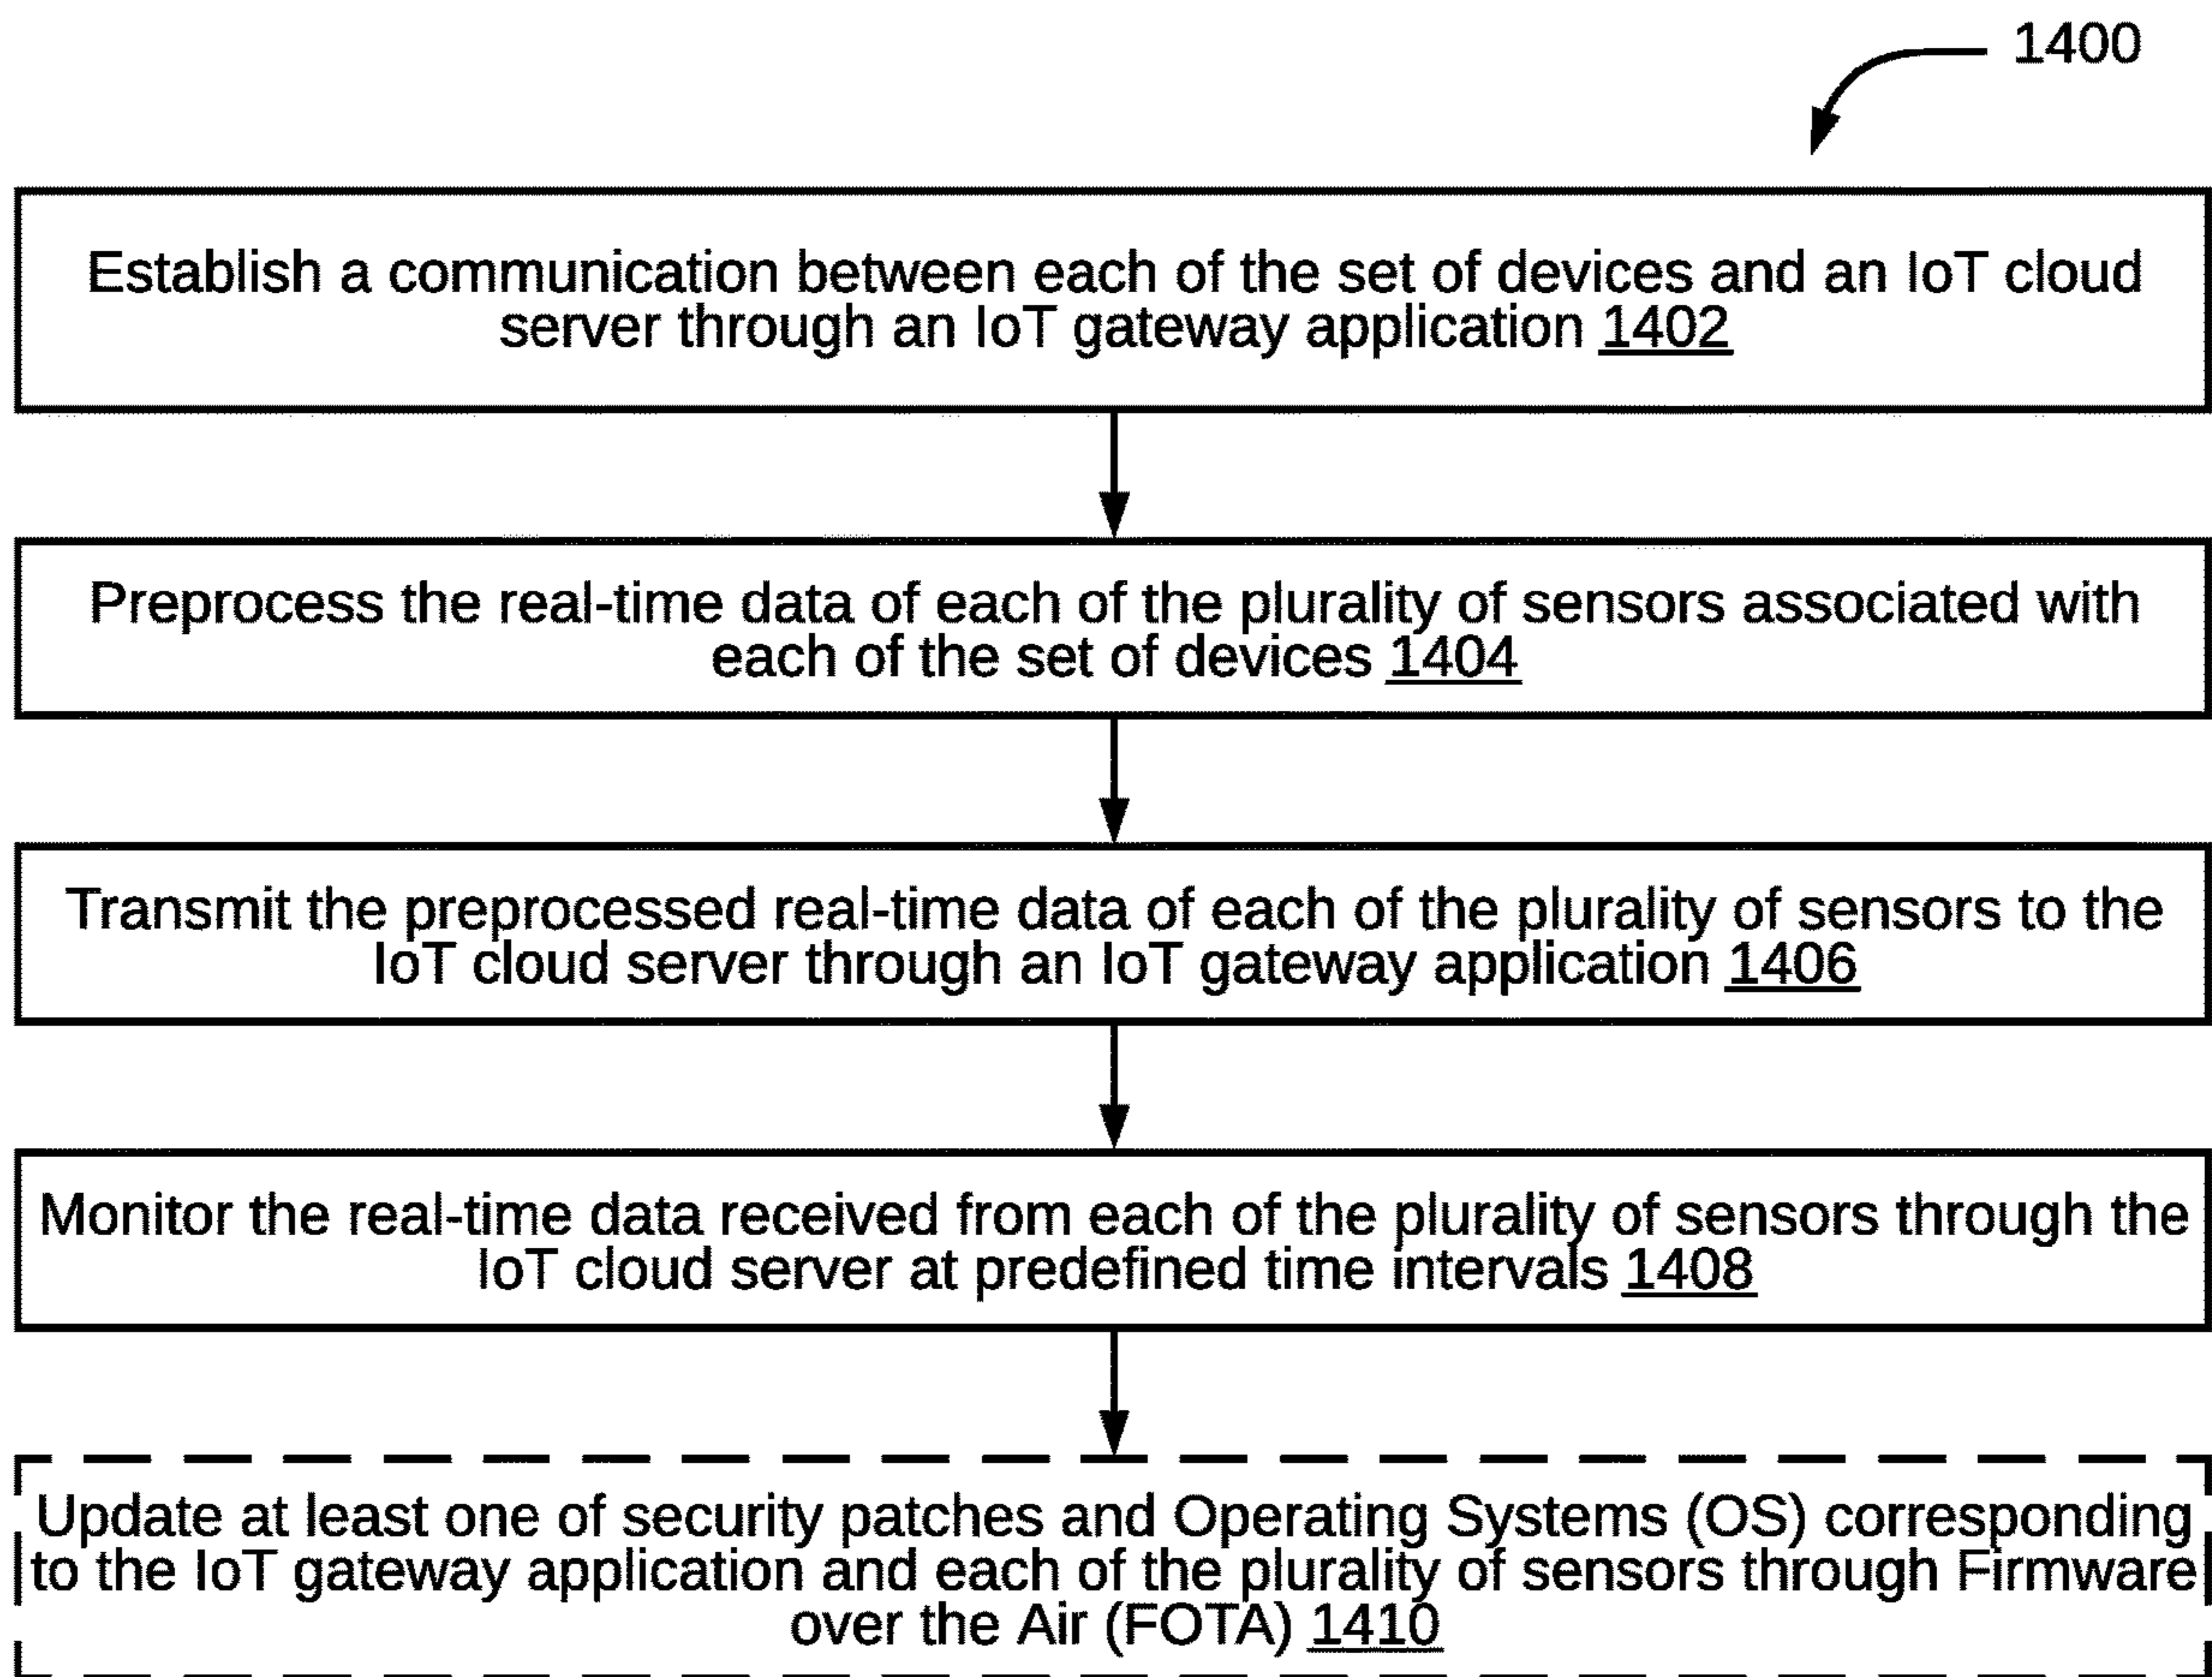 1400
Establish a communication between each of the set of devices and an IoT cloud
server through an IoT gateway application 1402
Preprocess the real-time data of each of the plurality of sensors associated with
each of the set of devices 1404
Transmit the preprocessed real-time data of each of the plurality of sensors to the
IoT cloud server through an IoT gateway application 1406
Monitor the real-time data received from each of the plurality of sensors through the
IoT cloud server at predefined time intervals 1408
Update at least one of security patches and Operating Systems (OS) corresponding
to the IoT gateway application and each of the plurality of sensors through Firmware
over the Air (FOTA) 1410